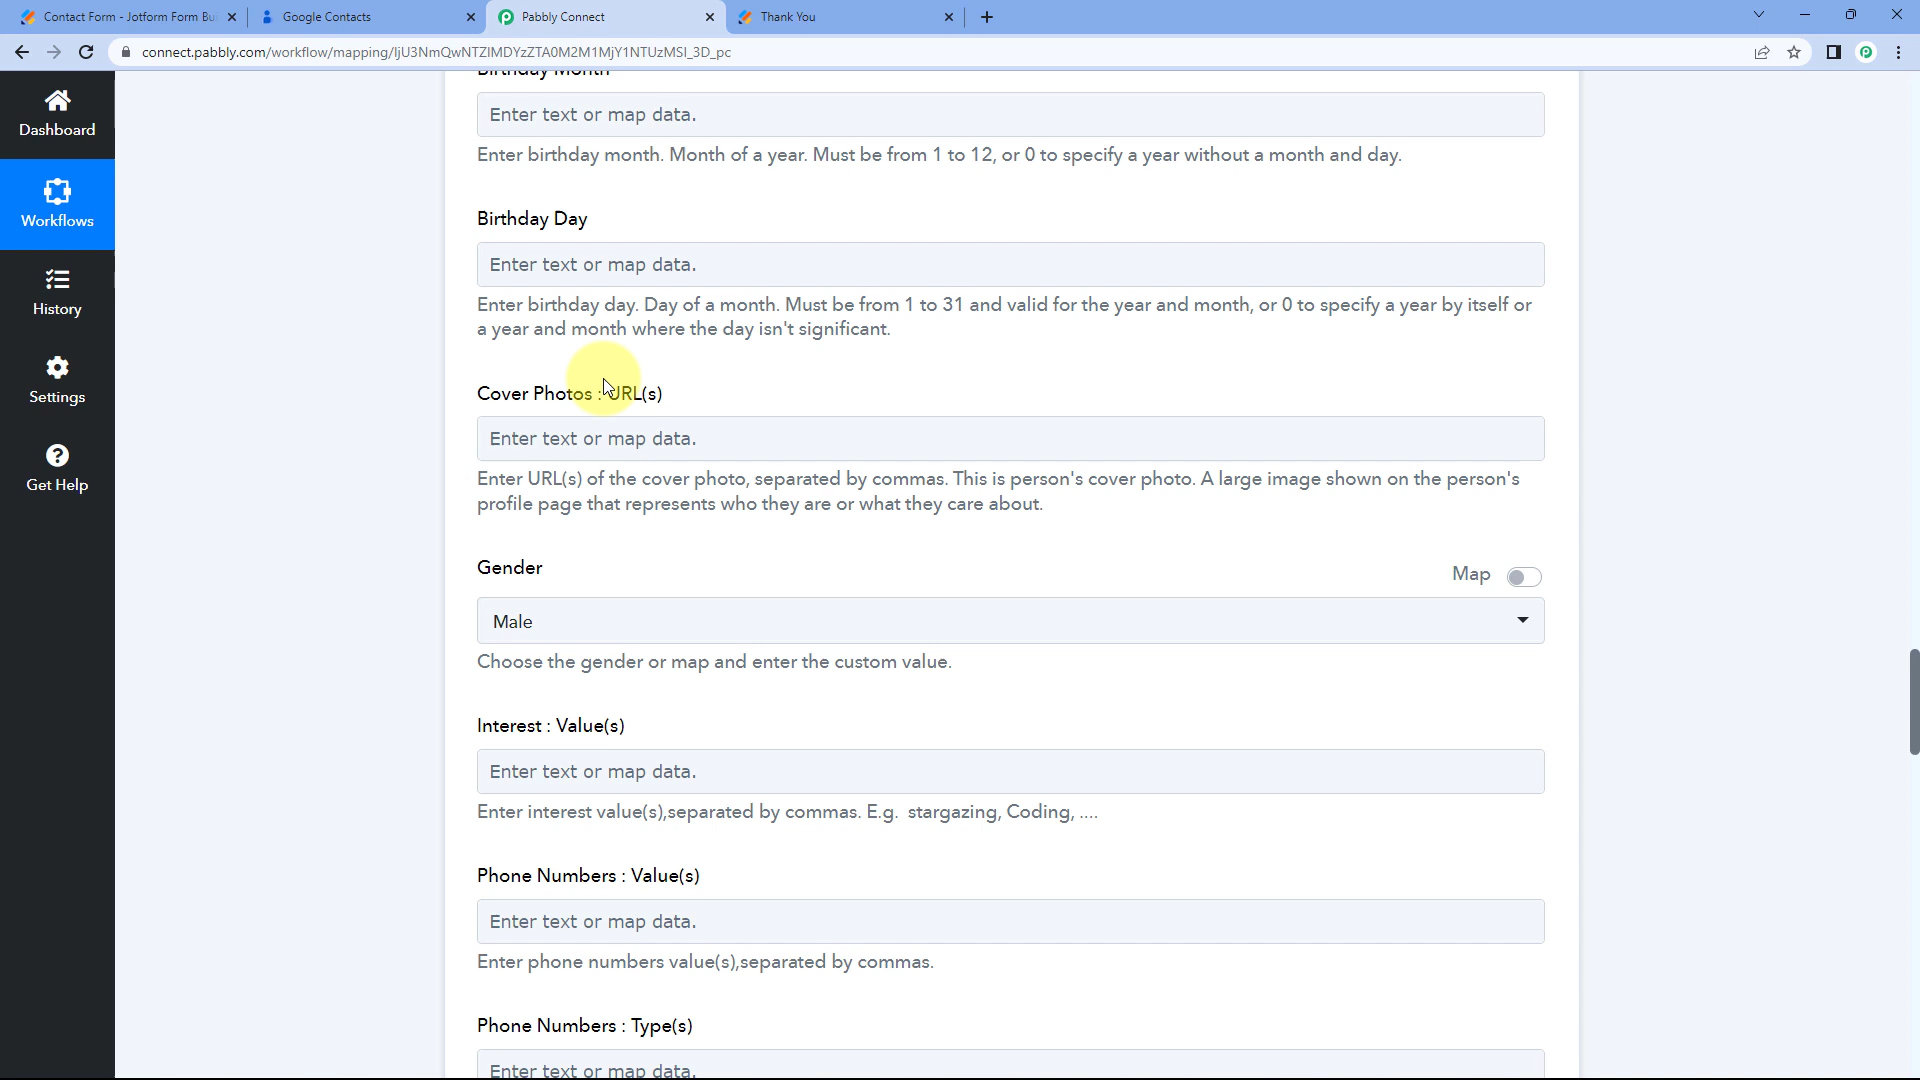 Contact Form - Jotform Form Bu
Google Contacts
Pabbly Connect
Thank You
connect.pabbly.com/workflow/mapping/IjU3NmQwNTZlMDYzZTA0M2M1MjY1NTUzMSI_3D_pc
Dashboard
Workflows
History
Settings
Get Help
Birthday Month
Enter text or map data.
Enter birthday month. Month of a year. Must be from 1 to 12, or 0 to specify a year without a month and day.
Birthday Day
Enter text or map data.
Enter birthday day. Day of a month. Must be from 1 to 31 and valid for the year and month, or 0 to specify a year by itself or
a year and month where the day isn't significant.
Cover Photos : URL(s)
Enter text or map data.
Enter URL(s) of the cover photo, separated by commas. This is person's cover photo. A large image shown on the person's
profile page that represents who they are or what they care about.
Gender
Map
Male
Choose the gender or map and enter the custom value.
Interest : Value(s)
Enter text or map data.
Enter interest value(s),separated by commas. E.g. stargazing, Coding, ....
Phone Numbers : Value(s)
Enter text or map data.
Enter phone numbers value(s),separated by commas.
Phone Numbers : Type(s)
Enter text or map data.